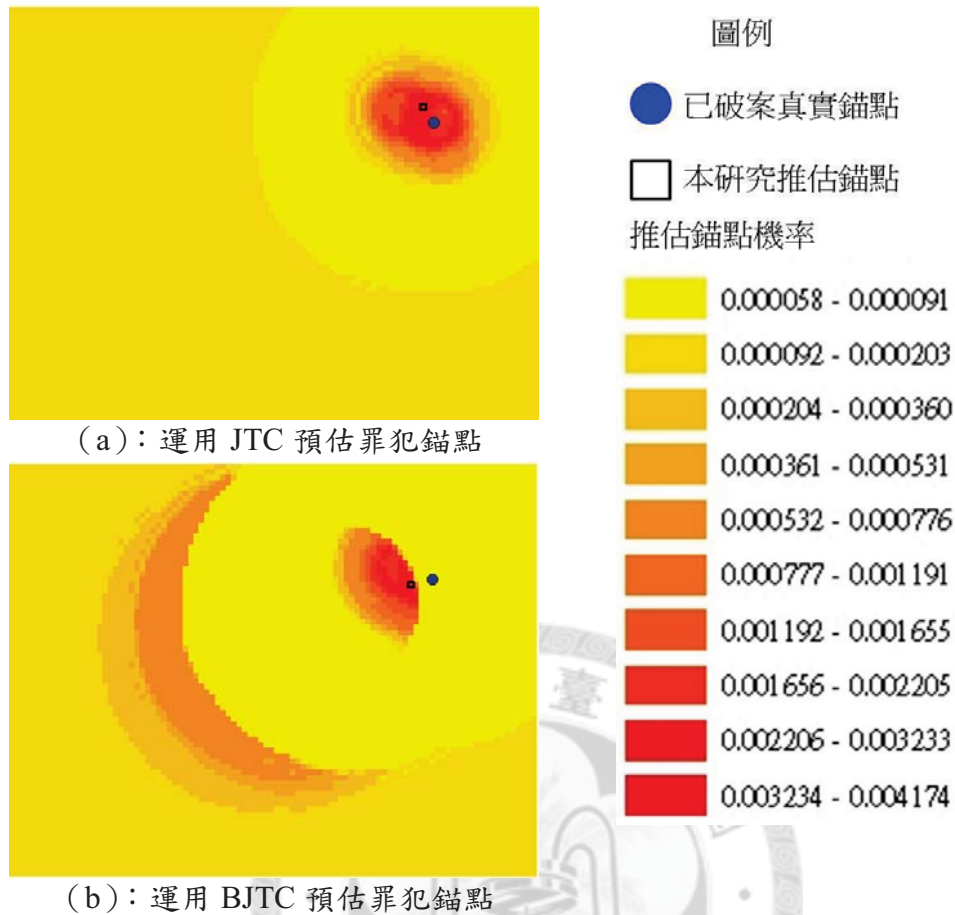 圖例
已破案真實錨點
本研究推估錨點
推估錨點機率
0.000058 - 0.000091
0.000092 - 0.000203
0.000204 - 0.000360
0.000361 - 0.000531
0.000532 - 0.000776
0.000777 - 0.001191
0.001192 - 0.001655
0.001656 - 0.002205
0.002206 - 0.003233
0.003234 - 0.004174
(a)：運用 JTC 預估罪犯錨點
(b)：運用 BJTC 預估罪犯錨點
臺